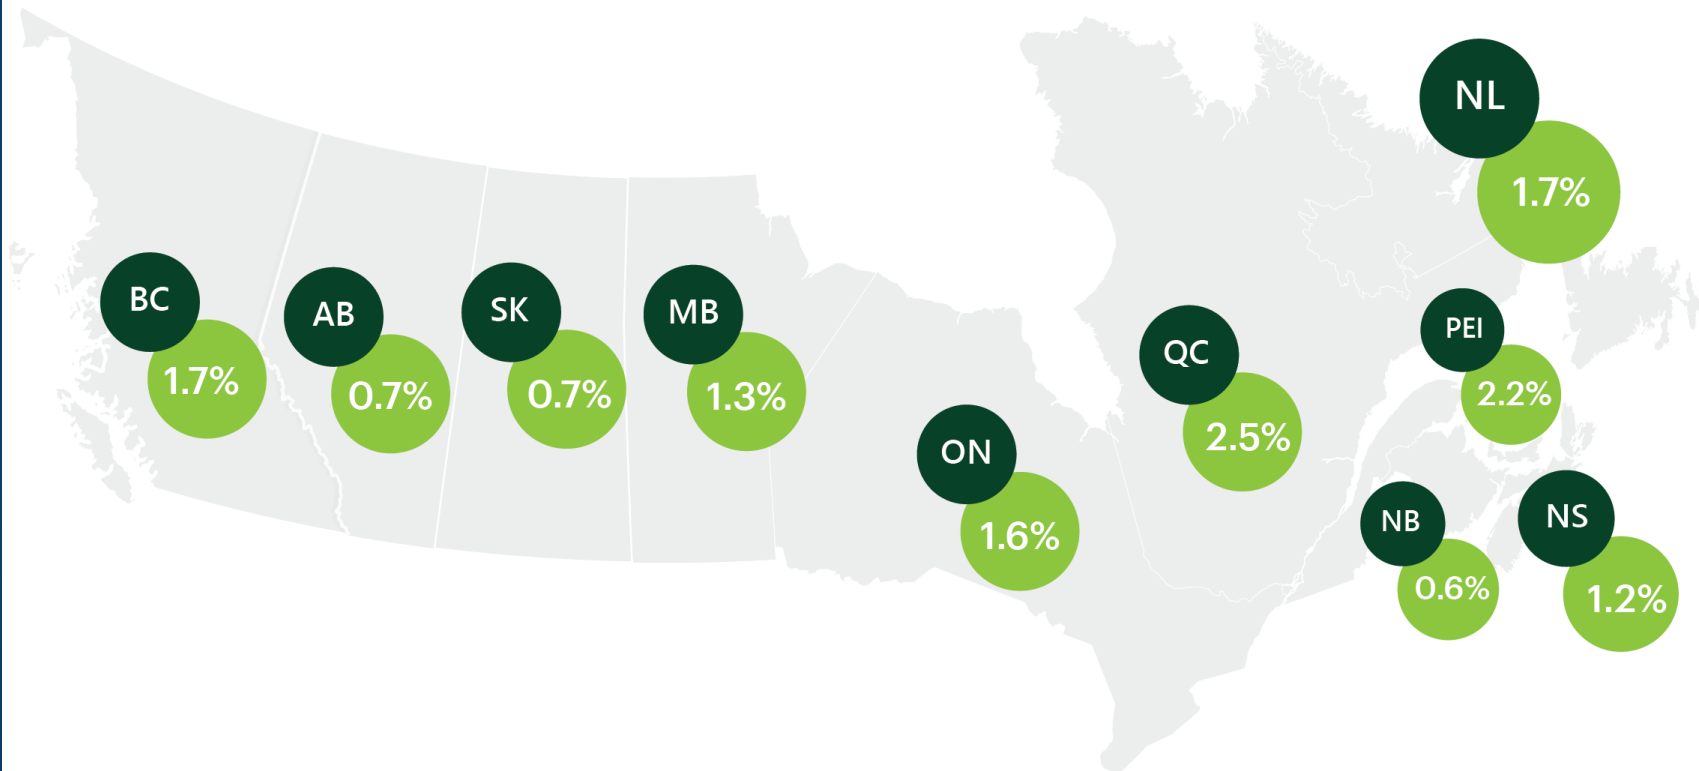 NL
1.7%
BC
1.7%
AB
0.7%
SK
0.7%
MB
1.3%
ON
1.6%
QC
2.5%
PEI
2.2%
NB
0.6%
NS
1.2%